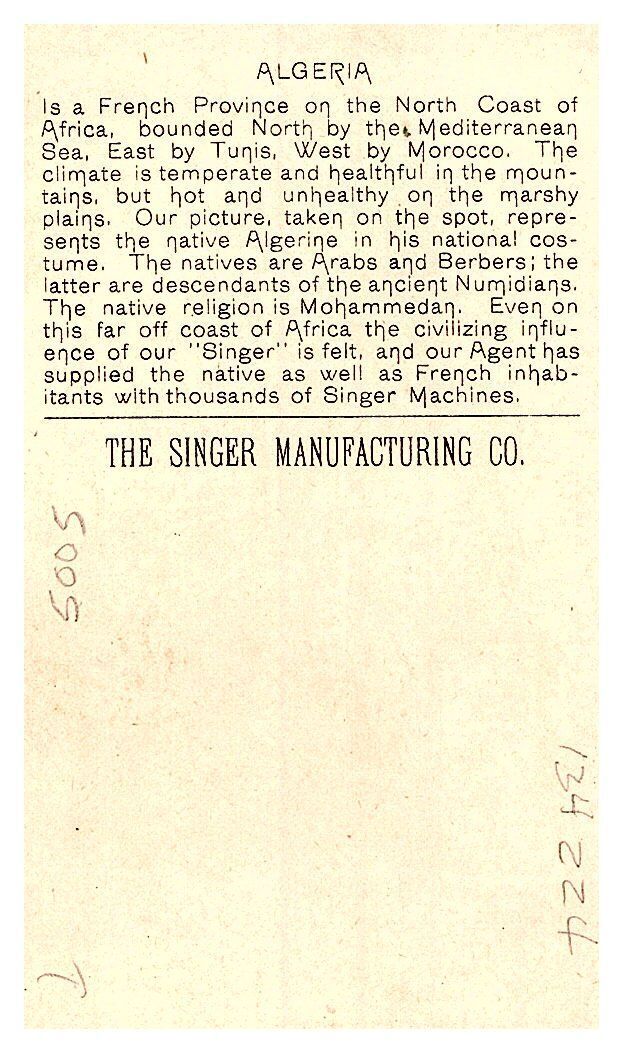 ALGERIA
Is a French Province on the North Coast of
Africa, bounded North by the Mediterranean
Sea, East by Tunis, West by Morocco. The
climate is temperate and healthful in the moun-
tains, but hot and unhealthy on the marshy
plains. Our picture, taken on the spot, repre-
sents the native Algerine in his national cos-
tume. The natives are Arabs and Berbers; the
latter are descendants of the ancient Numidians.
The native religion is Mohammedan. Even on
this far off coast of Africa the civilizing influ-
ence of our "Singer" is felt, and our Agent has
supplied the native as well as French inhab-
itants with thousands of Singer Machines.
THE SINGER MANUFACTURING CO.
5005
134 224